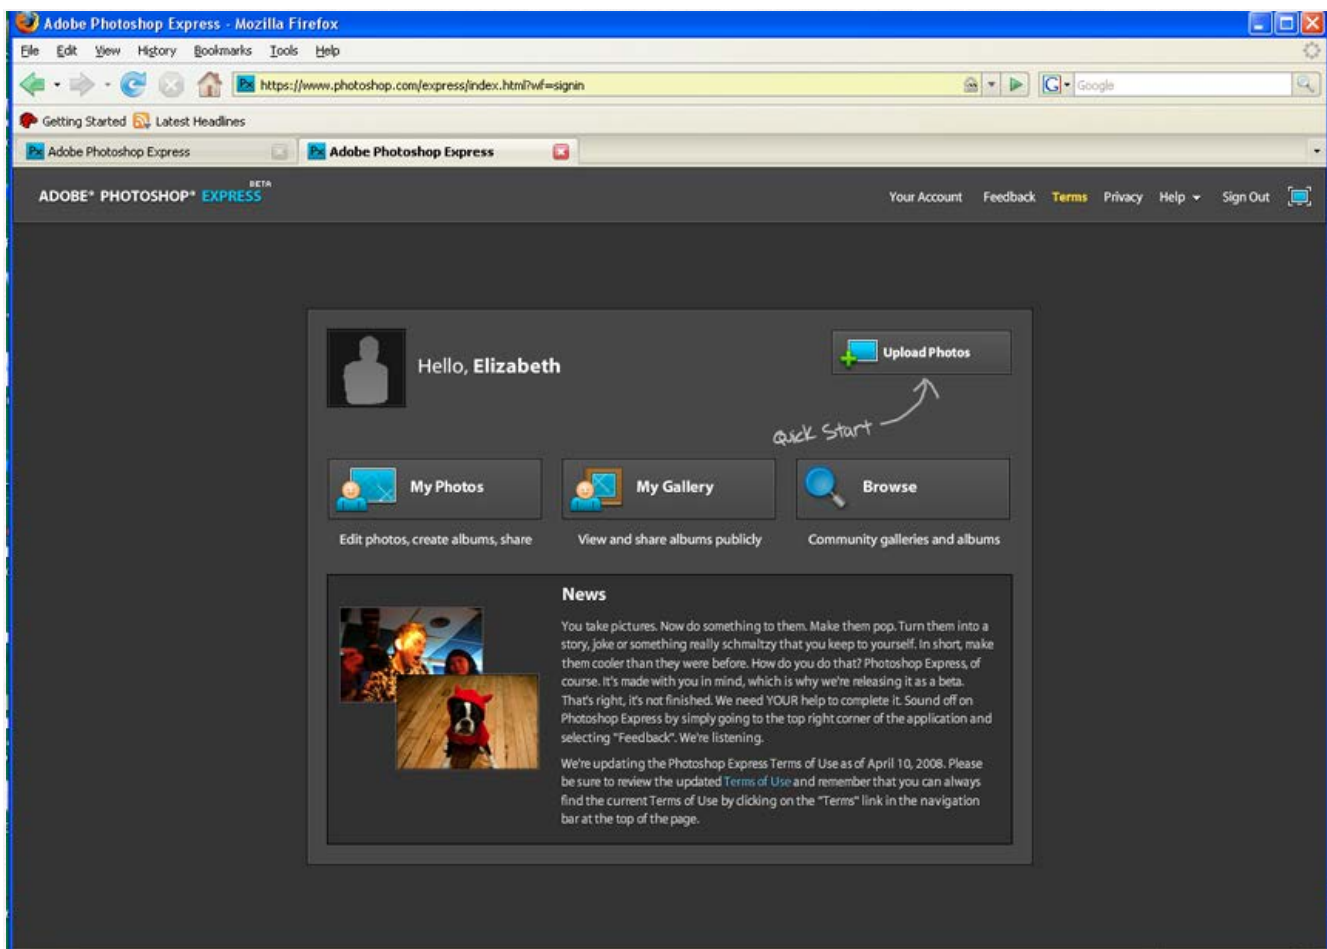 Adobe Photoshop Express - Mozilla Firefox
File Edit View History Bookmarks Tools Help
Px https://www.photoshop.com/express/index.html?wf=signin G Google
Getting Started Latest Headlines
Px Adobe Photoshop Express Px Adobe Photoshop Express
ADOBE® PHOTOSHOP® EXPRESS BETA Your Account Feedback Terms Privacy Help Sign Out
Hello, Elizabeth
Upload Photos
Quick Start
My Photos My Gallery Browse
Edit photos, create albums, share View and share albums publicly Community galleries and albums
News
You take pictures. Now do something to them. Make them pop. Turn them into a
story, joke or something really schmaltzy that you keep to yourself. In short, make
them cooler than they were before. How do you do that? Photoshop Express, of
course. It's made with you in mind, which is why we're releasing it as a beta.
That's right, it's not finished. We need YOUR help to complete it. Sound off on
Photoshop Express by simply going to the top right corner of the application and
selecting "Feedback". We're listening.
We're updating the Photoshop Express Terms of Use as of April 10, 2008. Please
be sure to review the updated Terms of Use and remember that you can always
find the current Terms of Use by clicking on the "Terms" link in the navigation
bar at the top of the page.